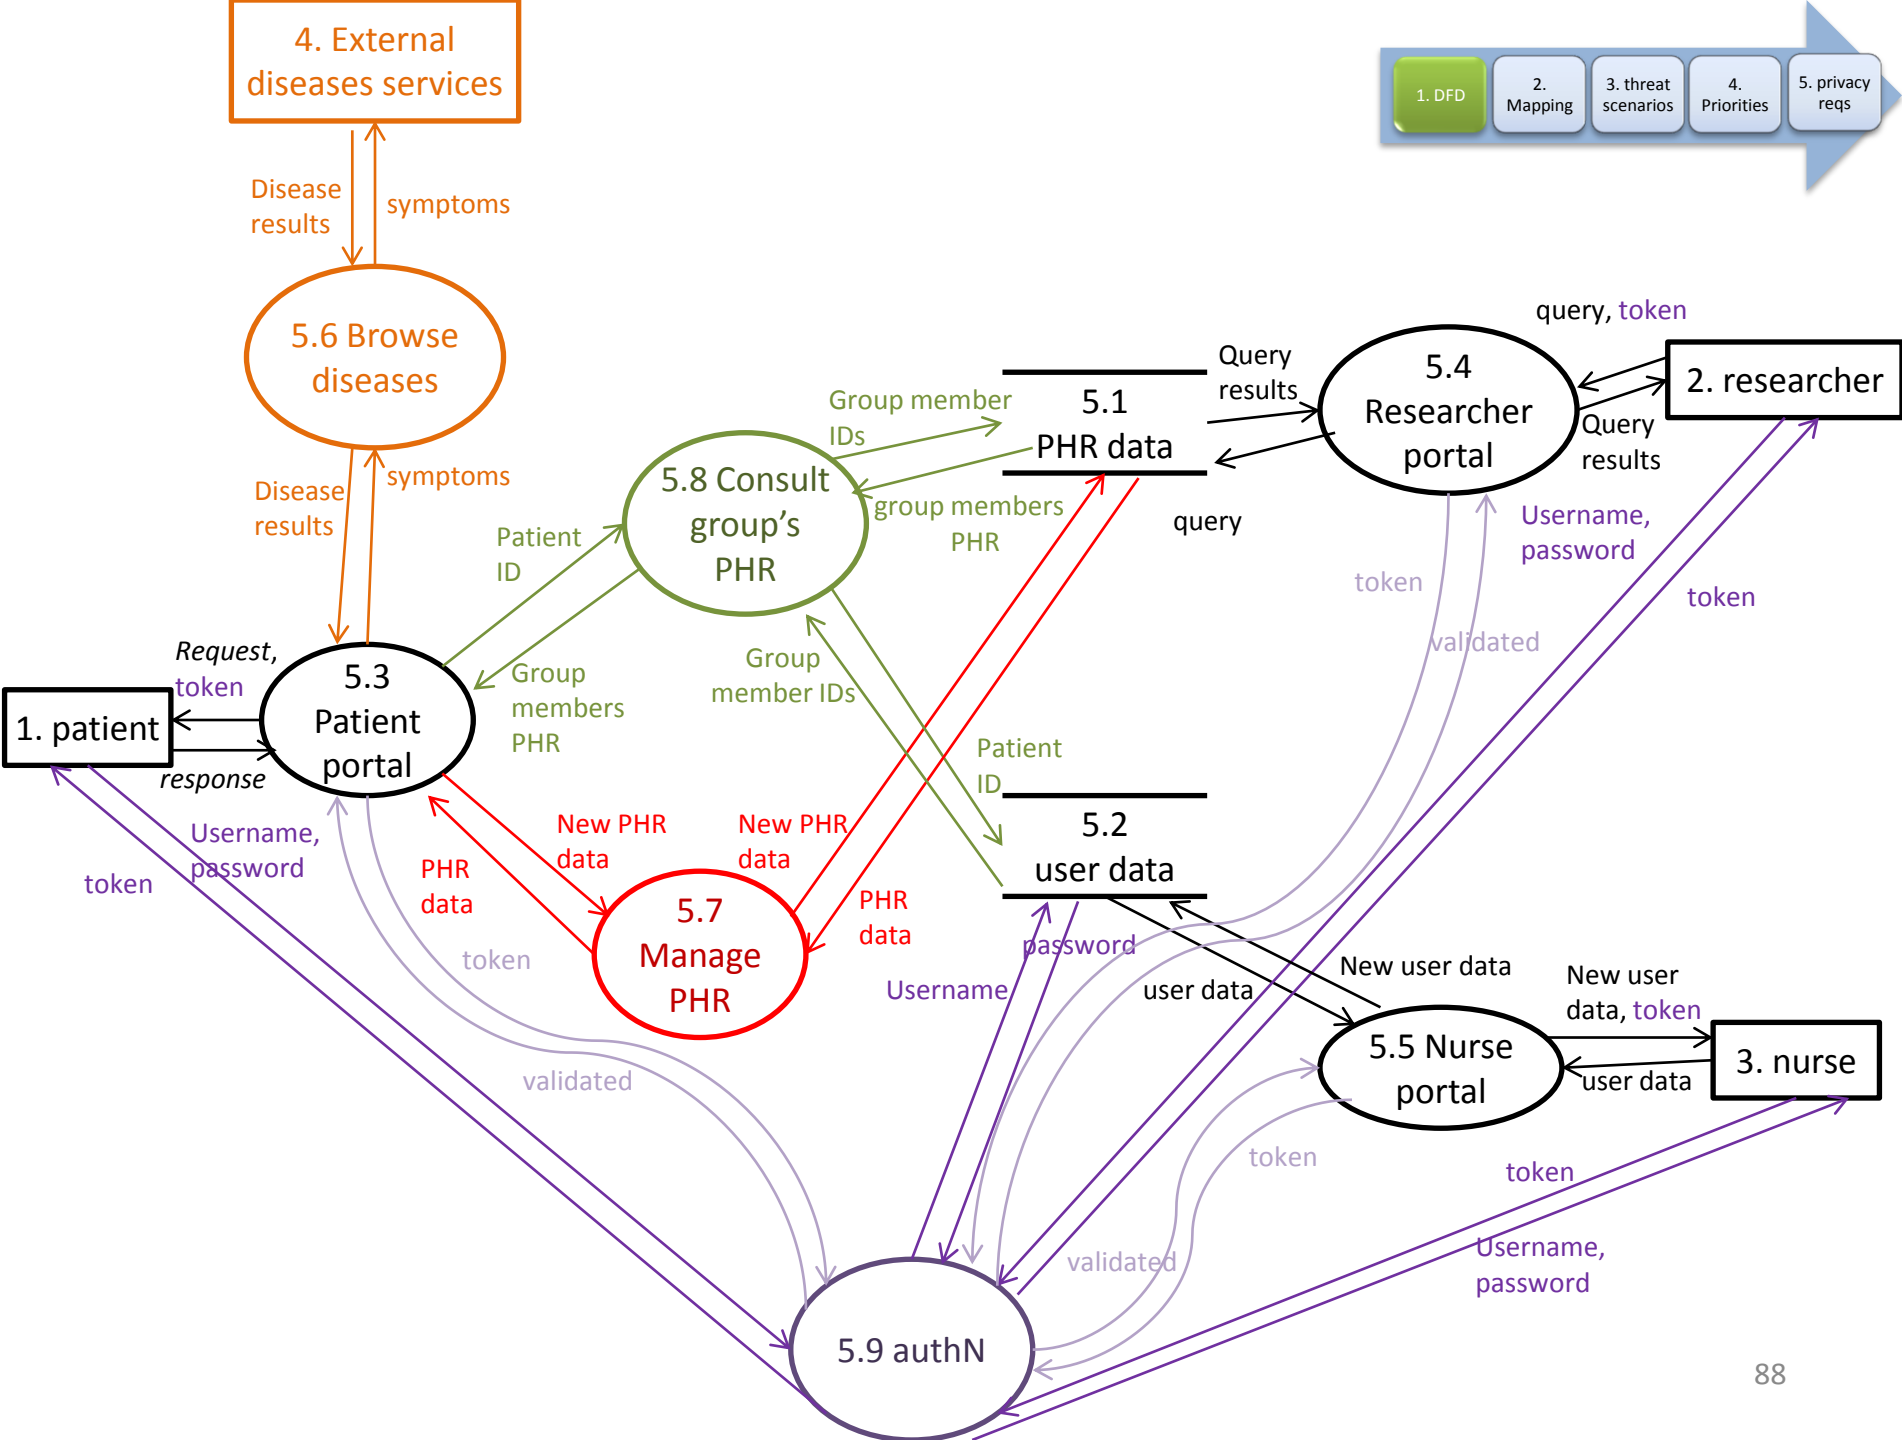 4. External
diseases services
1. DFD
2.
Mapping
3. threat
scenarios
4.
Priorities
5. privacy
reqs
Disease
results
symptoms
5.6 Browse
diseases
Disease
results
symptoms
query, token
Query
results
5.4
Researcher
portal
2. researcher
Query
results
Group member
IDs
5.1
PHR data
5.8 Consult
group's
PHR
group members
PHR
query
Username,
password
token
token
validated
Patient
ID
Request,
token
1. patient
response
5.3
Patient
portal
Group
members
PHR
Group
member IDs
Patient
ID
5.2
user data
Username,
password
token
PHR
data
New PHR
data
New PHR
data
PHR
data
5.7
Manage
PHR
token
validated
Username
password
user data
New user data
New user
data, token
5.5 Nurse
portal
user data
3. nurse
token
validated
token
Username,
password
5.9 authN
88